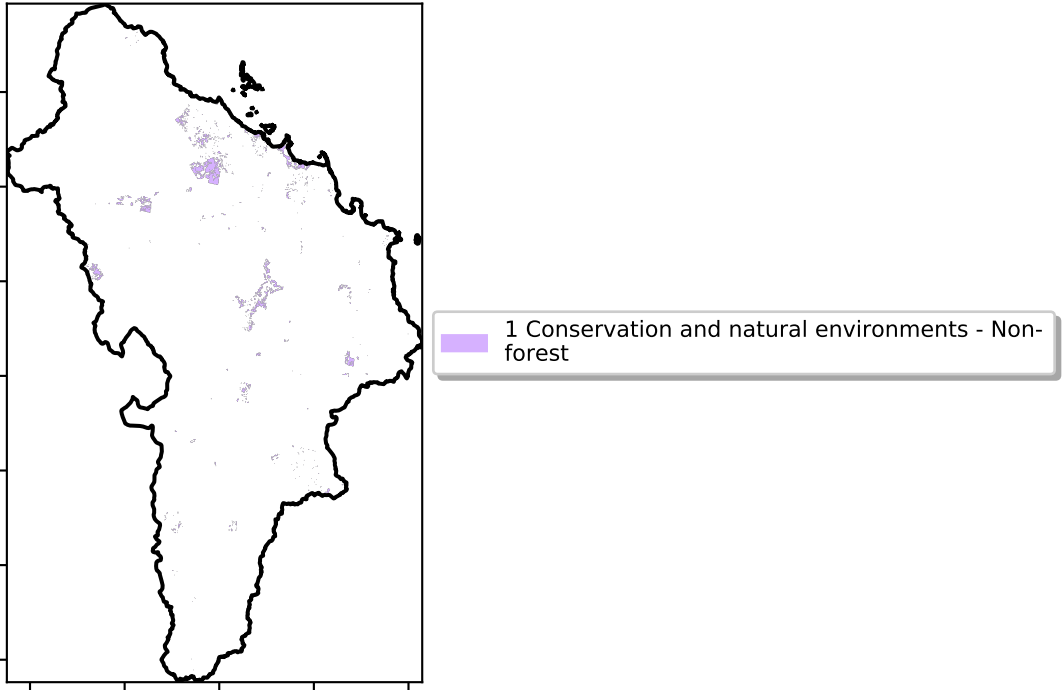 1 Conservation and natural environments - Non-
forest